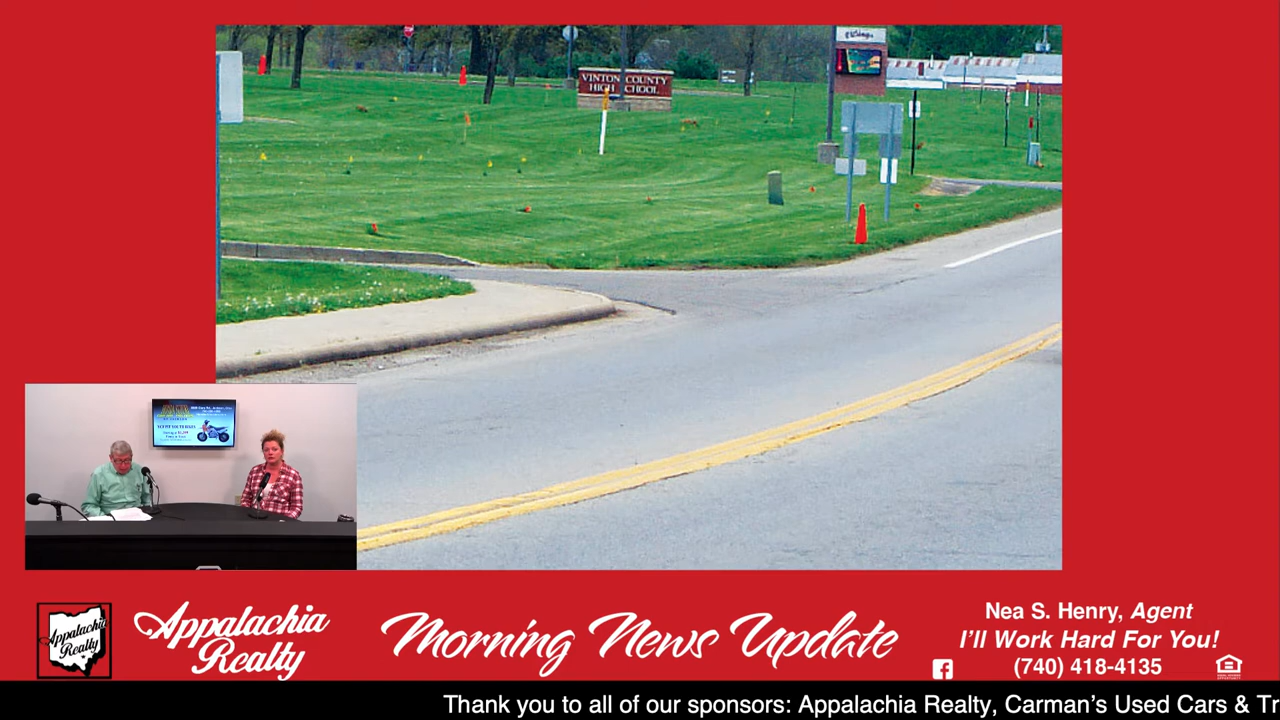 Vikings
VINTON COUNTY
HIGH SCHOOL
Appalachia
Realty
Appalachia
Realty
Morning News Update
Nea S. Henry, Agent
I'll Work Hard For You!
(740) 418-4135
Thank you to all of our sponsors: Appalachia Realty, Carman's Used Cars & Tr